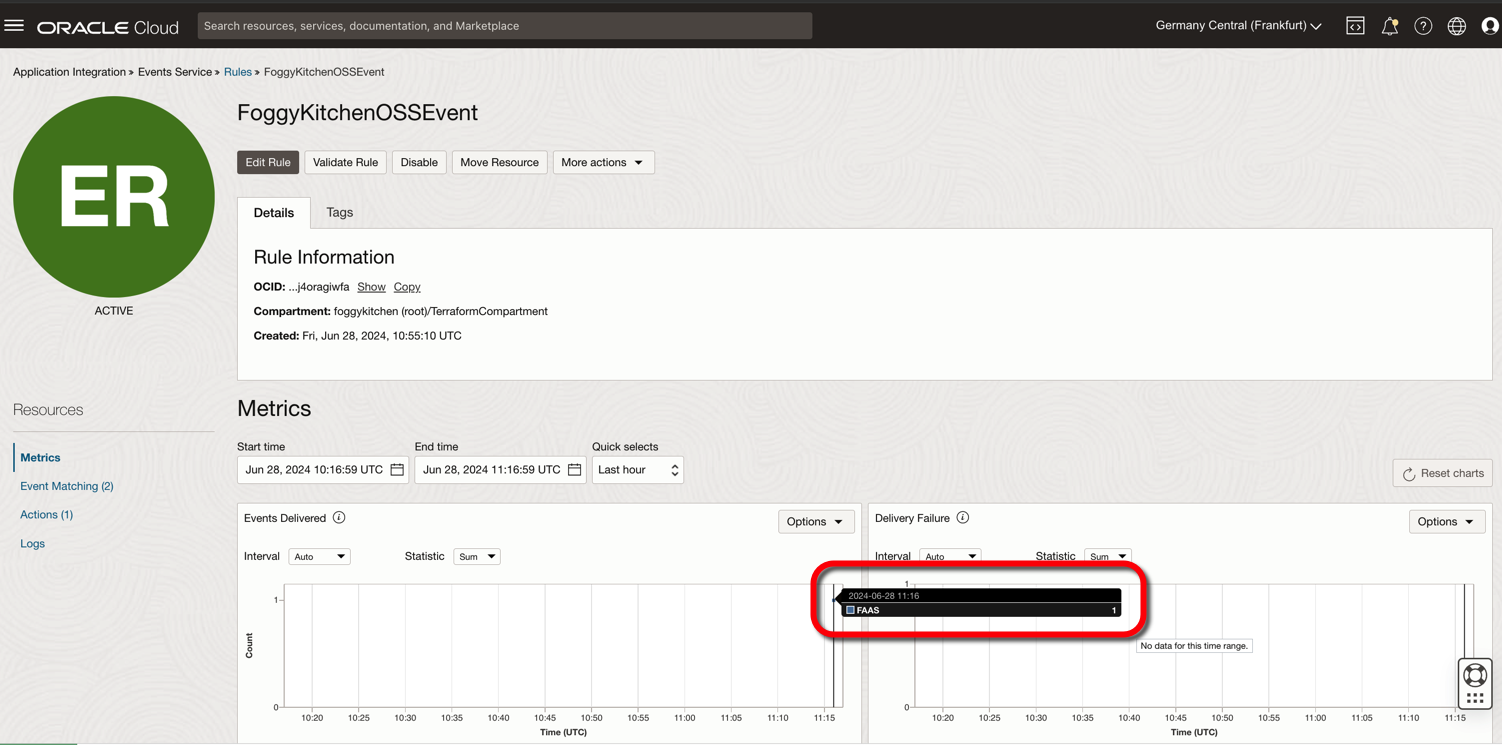 ORACLE Cloud
Search resources, services, documentation, and Marketplace
Germany Central (Frankfurt)
Application Integration » Events Service » Rules » FoggyKitchenOSSEvent
ER
ACTIVE
FoggyKitchenOSSEvent
Edit Rule
Validate Rule
Disable
Move Resource
More actions
Details
Tags
Rule Information
OCID: ...j4oragiwfa Show Copy
Compartment: foggykitchen (root)/TerraformCompartment
Created: Fri, Jun 28, 2024, 10:55:10 UTC
Resources
Metrics
Event Matching (2)
Actions (1)
Logs
Metrics
Start time
End time
Quick selects
Jun 28, 2024 10:16:59 UTC
Jun 28, 2024 11:16:59 UTC
Last hour
Reset charts
Events Delivered
Options
Interval
Auto
Statistic
Sum
1
Count
0
10:20 10:25 10:30 10:35 10:40 10:45 10:50 10:55 11:00 11:05 11:10 11:15
Time (UTC)
2024-06-28 11:16
FAAS 1
Delivery Failure
Options
Interval
Auto
Statistic
Sum
1
No data for this time range.
0
10:20 10:25 10:30 10:35 10:40 10:45 10:50 10:55 11:00 11:05 11:10 11:15
Time (UTC)